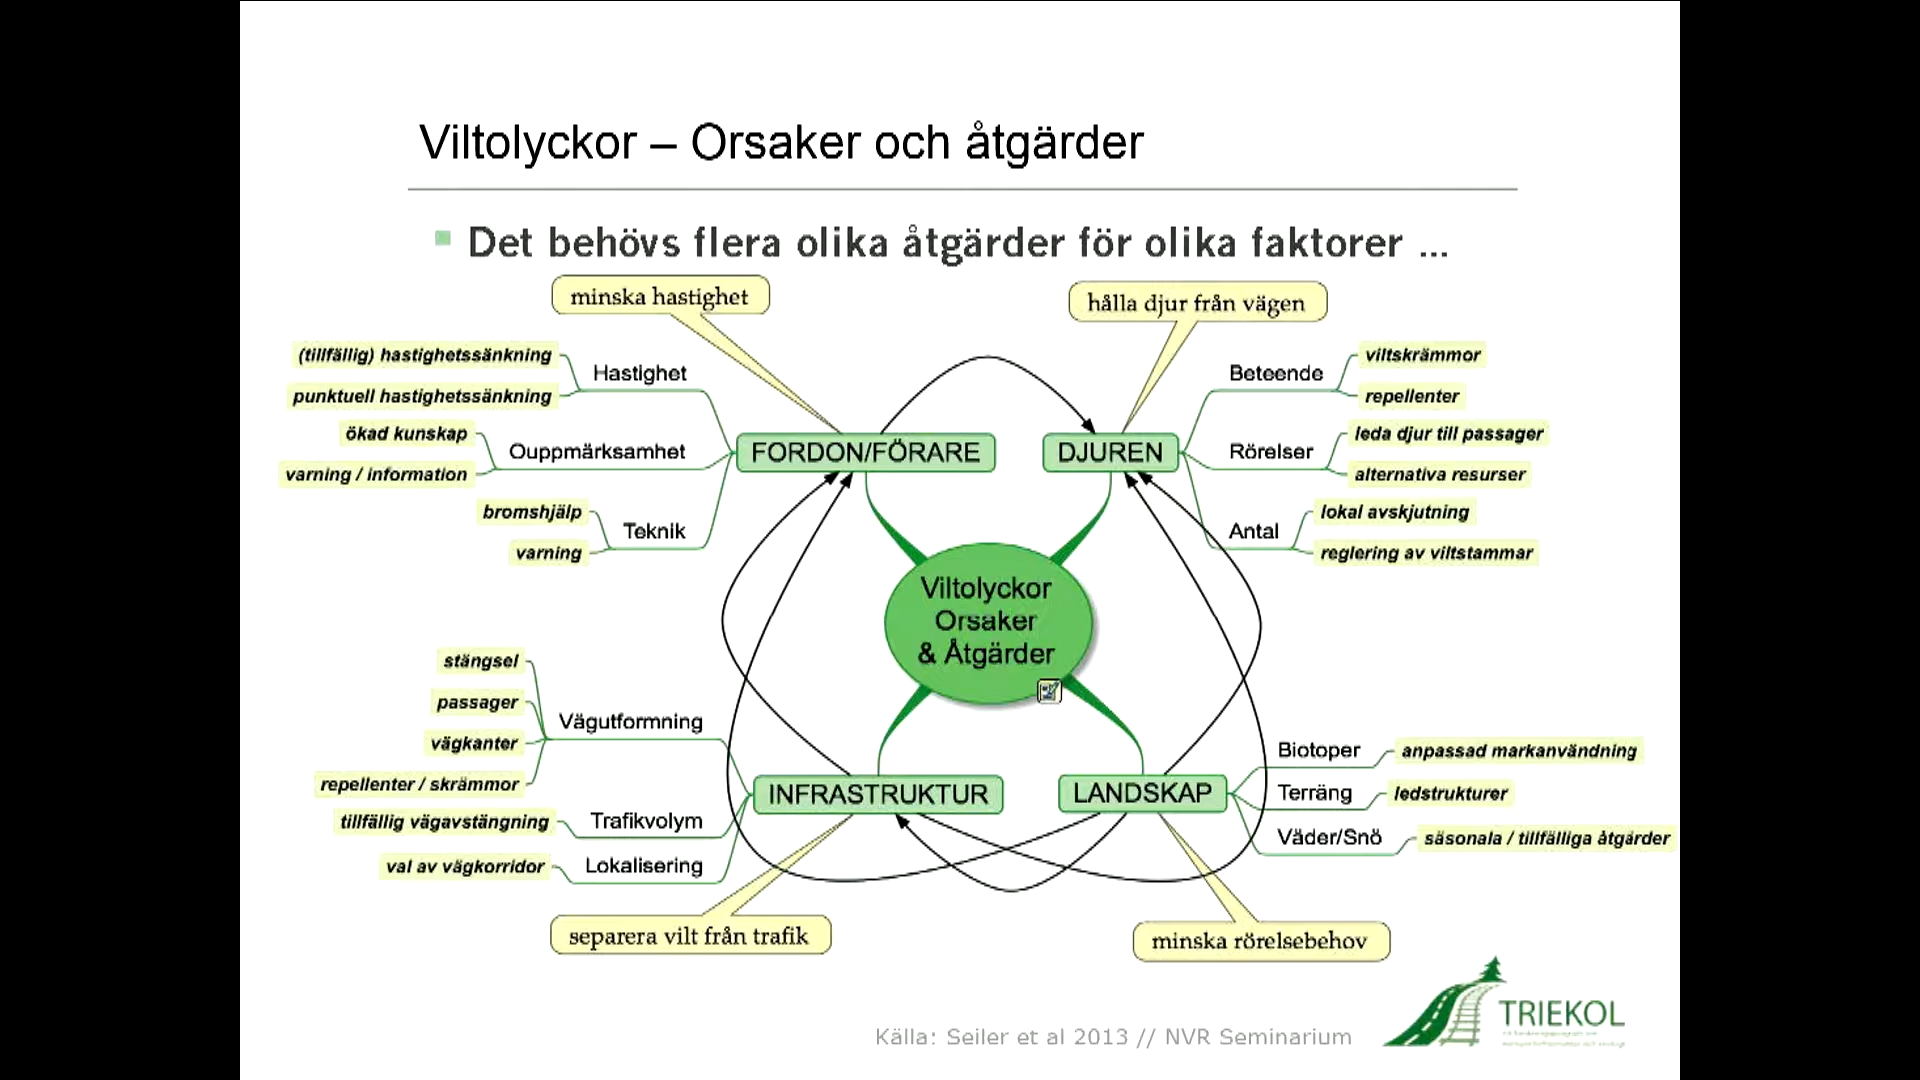 Viltolyckor – Orsaker och åtgärder
Det behövs flera olika åtgärder för olika faktorer ...
minska hastighet
hålla djur från vägen
(tillfällig) hastighetssänkning
punktuell hastighetssänkning
Hastighet
ökad kunskap
varning / information
Ouppmärksamhet
bromshjälp
varning
Teknik
FORDON/FÖRARE
DJUREN
Beteende
viltskrämmor
repellenter
Rörelser
leda djur till passager
alternativa resurser
Antal
lokal avskjutning
reglering av viltstammar
Viltolyckor
Orsaker
& Åtgärder
stängsel
passager
vägkanter
repellenter / skrämmor
Vägutformning
tillfällig vägavstängning
Trafikvolym
val av vägkorridor
Lokalisering
INFRASTRUKTUR
LANDSKAP
Biotoper
anpassad markanvändning
Terräng
ledstrukturer
Väder/Snö
säsonala / tillfälliga åtgärder
separera vilt från trafik
minska rörelsebehov
TRIEKOL
Källa: Seiler et al 2013 // NVR Seminarium